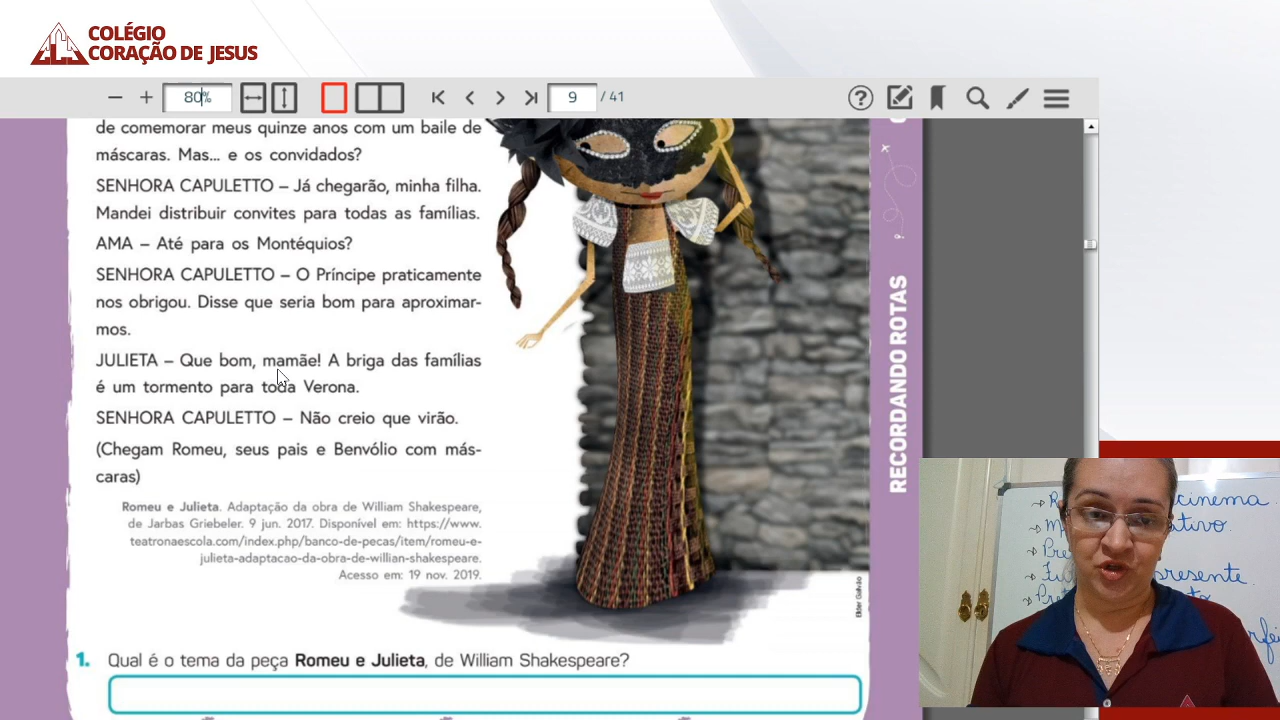 COLÉGIO
CORAÇÃO DE JESUS
80%
9 / 41
de comemorar meus quinze anos com um baile de
máscaras. Mas... e os convidados?
SENHORA CAPULETTO – Já chegarão, minha filha.
Mandei distribuir convites para todas as famílias.
AMA – Até para os Montéquios?
SENHORA CAPULETTO – O Príncipe praticamente
nos obrigou. Disse que seria bom para aproximar-
mos.
JULIETA – Que bom, mamãe! A briga das famílias
é um tormento para toda Verona.
SENHORA CAPULETTO – Não creio que virão.
(Chegam Romeu, seus pais e Benvólio com más-
caras)
Romeu e Julieta. Adaptação da obra de William Shakespeare,
de Jarbas Griebeler. 9 jun. 2017. Disponível em: https://www.
teatronaescola.com/index.php/banco-de-pecas/item/romeu-e-
julieta-adaptacao-da-obra-de-willian-shakespeare.
Acesso em: 19 nov. 2019.
Elder Galvão
RECORDANDO ROTAS
1. Qual é o tema da peça Romeu e Julieta, de William Shakespeare?
cinema
presente